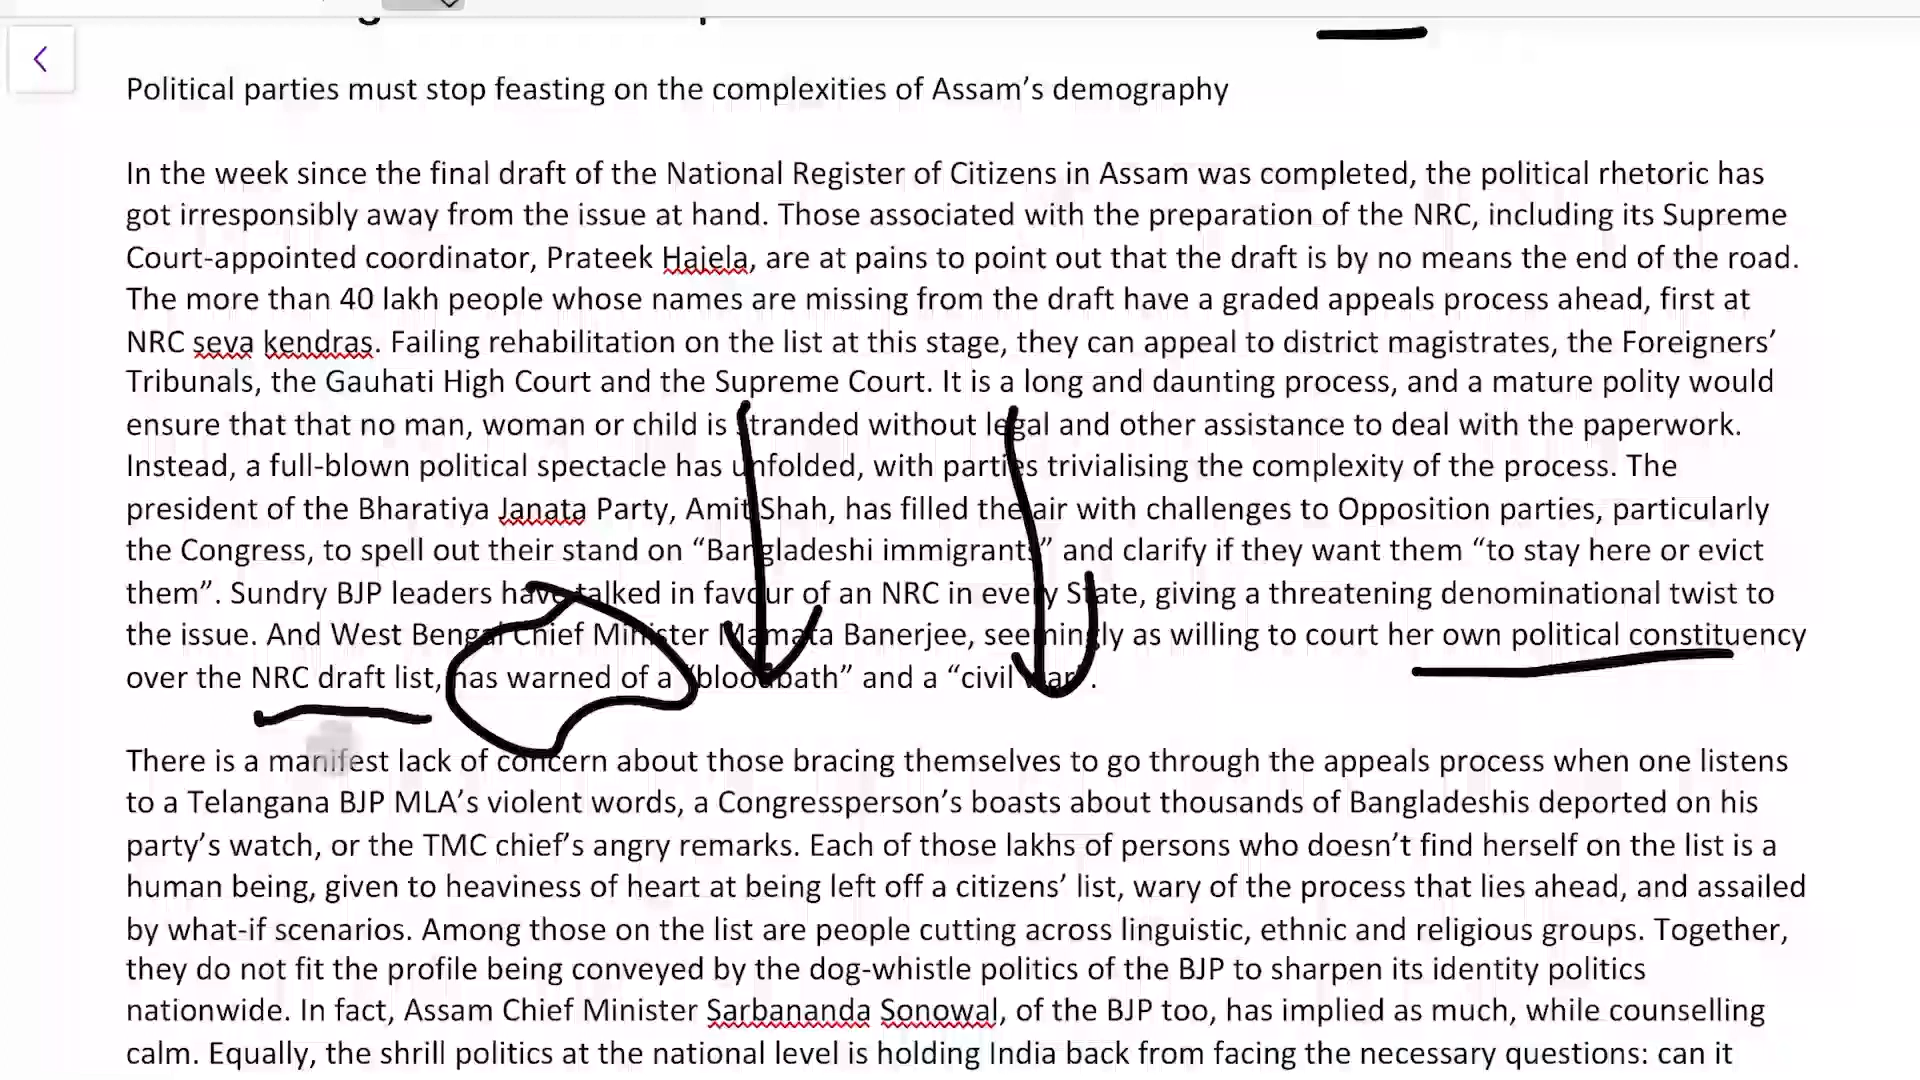 Political parties must stop feasting on the complexities of Assam’s demography
In the week since the final draft of the National Register of Citizens in Assam was completed, the political rhetoric has
got irresponsibly away from the issue at hand. Those associated with the preparation of the NRC, including its Supreme
Court-appointed coordinator, Prateek Hajela, are at pains to point out that the draft is by no means the end of the road.
The more than 40 lakh people whose names are missing from the draft have a graded appeals process ahead, first at
NRC seva kendras. Failing rehabilitation on the list at this stage, they can appeal to district magistrates, the Foreigners’
Tribunals, the Gauhati High Court and the Supreme Court. It is a long and daunting process, and a mature polity would
ensure that that no man, woman or child is stranded without legal and other assistance to deal with the paperwork.
Instead, a full-blown political spectacle has unfolded, with parties trivialising the complexity of the process. The
president of the Bharatiya Janata Party, Amit Shah, has filled the air with challenges to Opposition parties, particularly
the Congress, to spell out their stand on “Bangladeshi immigrants” and clarify if they want them “to stay here or evict
them”. Sundry BJP leaders have talked in favour of an NRC in every State, giving a threatening denominational twist to
the issue. And West Bengal Chief Minister Mamata Banerjee, seemingly as willing to court her own political constituency
over the NRC draft list, has warned of a “bloodbath” and a “civil war”.
There is a manifest lack of concern about those bracing themselves to go through the appeals process when one listens
to a Telangana BJP MLA’s violent words, a Congressperson’s boasts about thousands of Bangladeshis deported on his
party’s watch, or the TMC chief’s angry remarks. Each of those lakhs of persons who doesn’t find herself on the list is a
human being, given to heaviness of heart at being left off a citizens’ list, wary of the process that lies ahead, and assailed
by what-if scenarios. Among those on the list are people cutting across linguistic, ethnic and religious groups. Together,
they do not fit the profile being conveyed by the dog-whistle politics of the BJP to sharpen its identity politics
nationwide. In fact, Assam Chief Minister Sarbananda Sonowal, of the BJP too, has implied as much, while counselling
calm. Equally, the shrill politics at the national level is holding India back from facing the necessary questions: can it